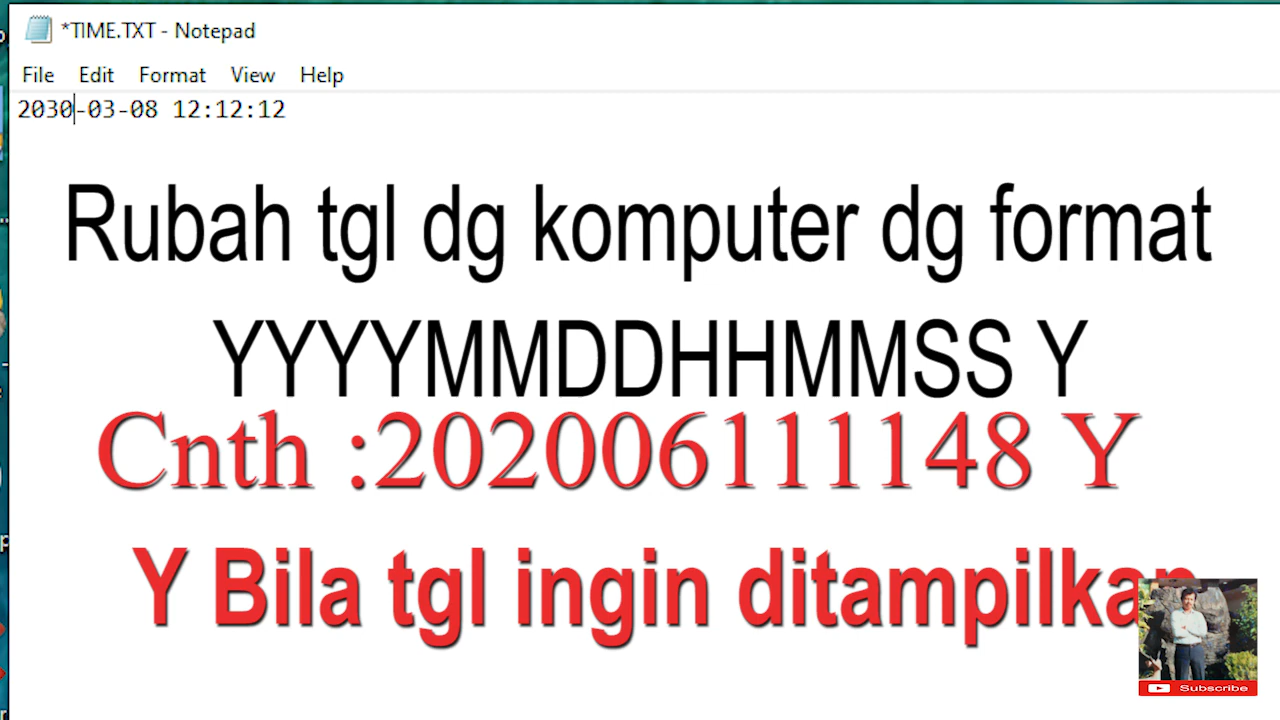 *TIME.TXT - Notepad
File Edit Format View Help
2030-03-08 12:12:12
Rubah tgl dg komputer dg format
YYYYMMDDHHMMSS Y
Cnth :202006111148 Y
Y Bila tgl ingin ditampilkan
Subscribe